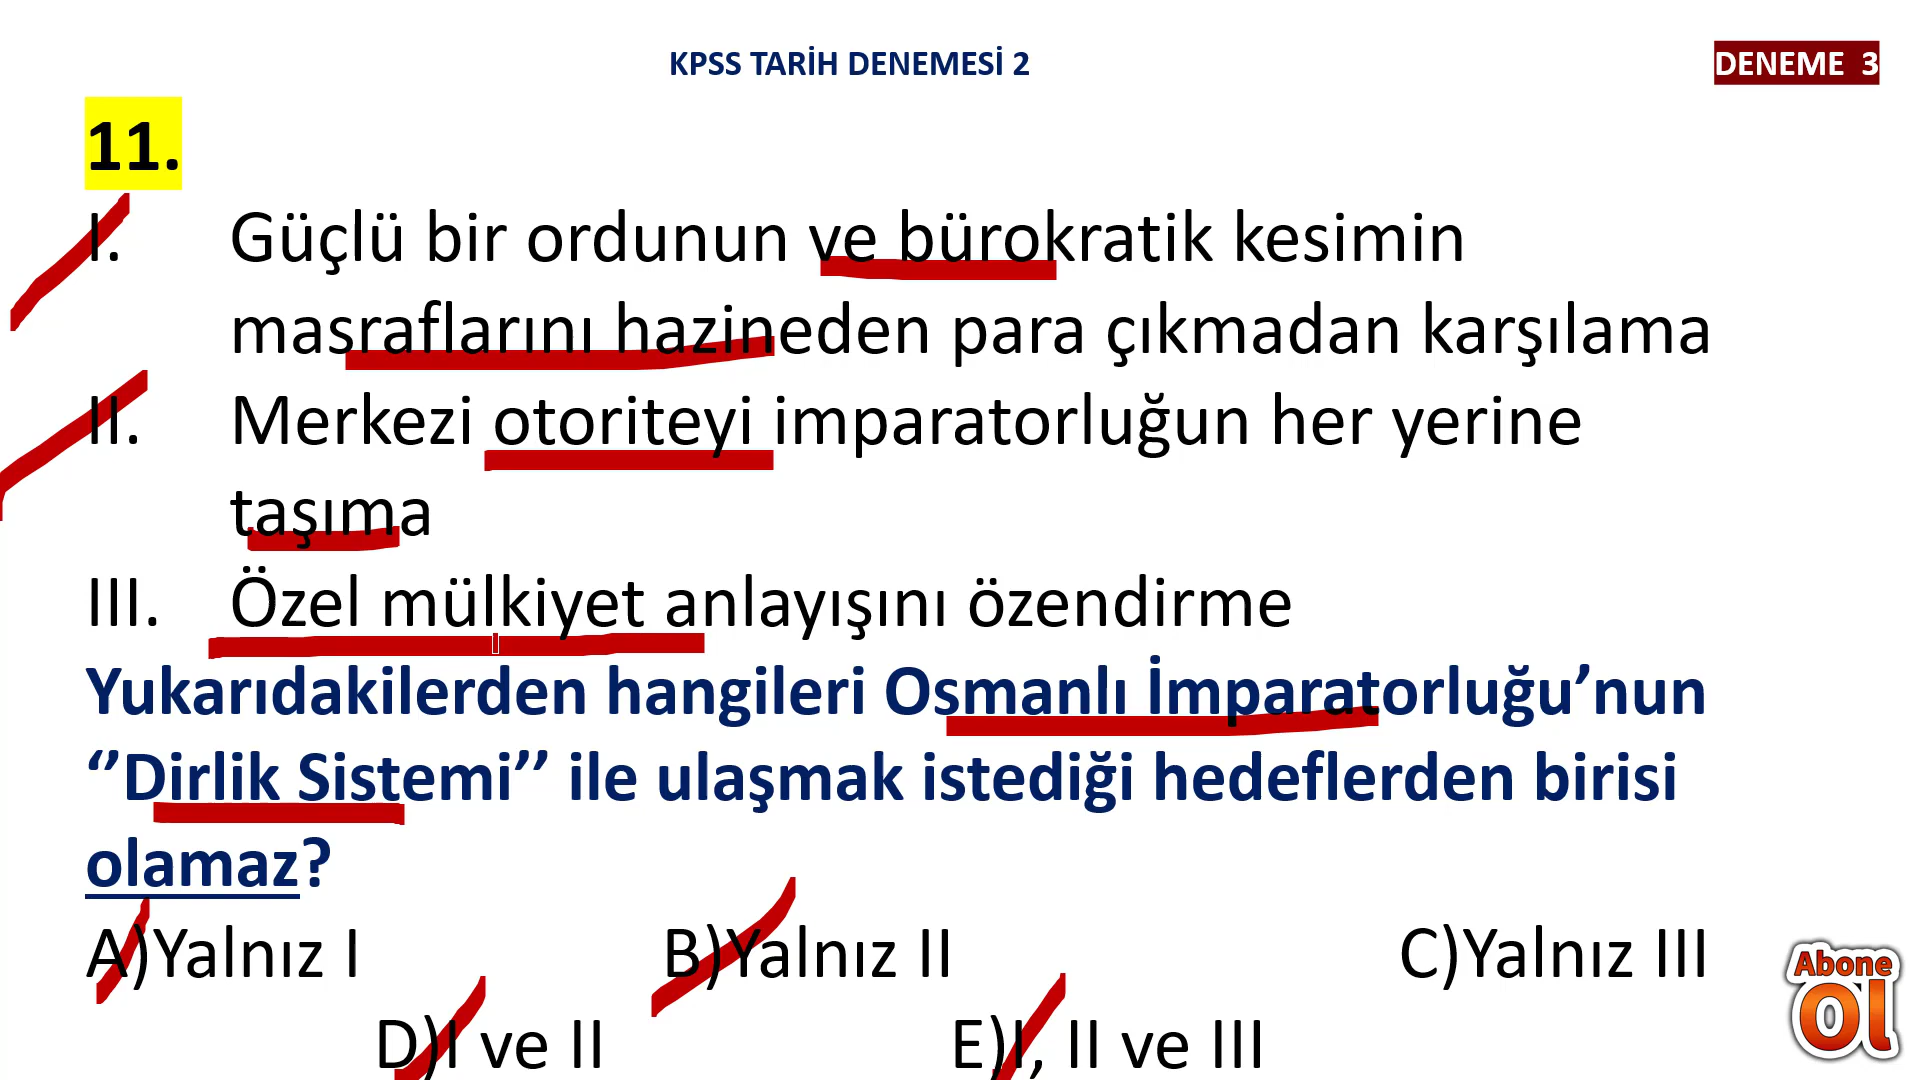 KPSS TARİH DENEMESİ 2
DENEME 3
11.
I. Güçlü bir ordunun ve bürokratik kesimin
masraflarını hazineden para çıkmadan karşılama
II. Merkezi otoriteyi imparatorluğun her yerine
taşıma
III. Özel mülkiyet anlayışını özendirme
Yukarıdakilerden hangileri Osmanlı İmparatorluğu’nun
‘’Dirlik Sistemi’’ ile ulaşmak istediği hedeflerden birisi
olamaz?
A)Yalnız I B)Yalnız II C)Yalnız III
D)I ve II E)I, II ve III
Abone
Ol